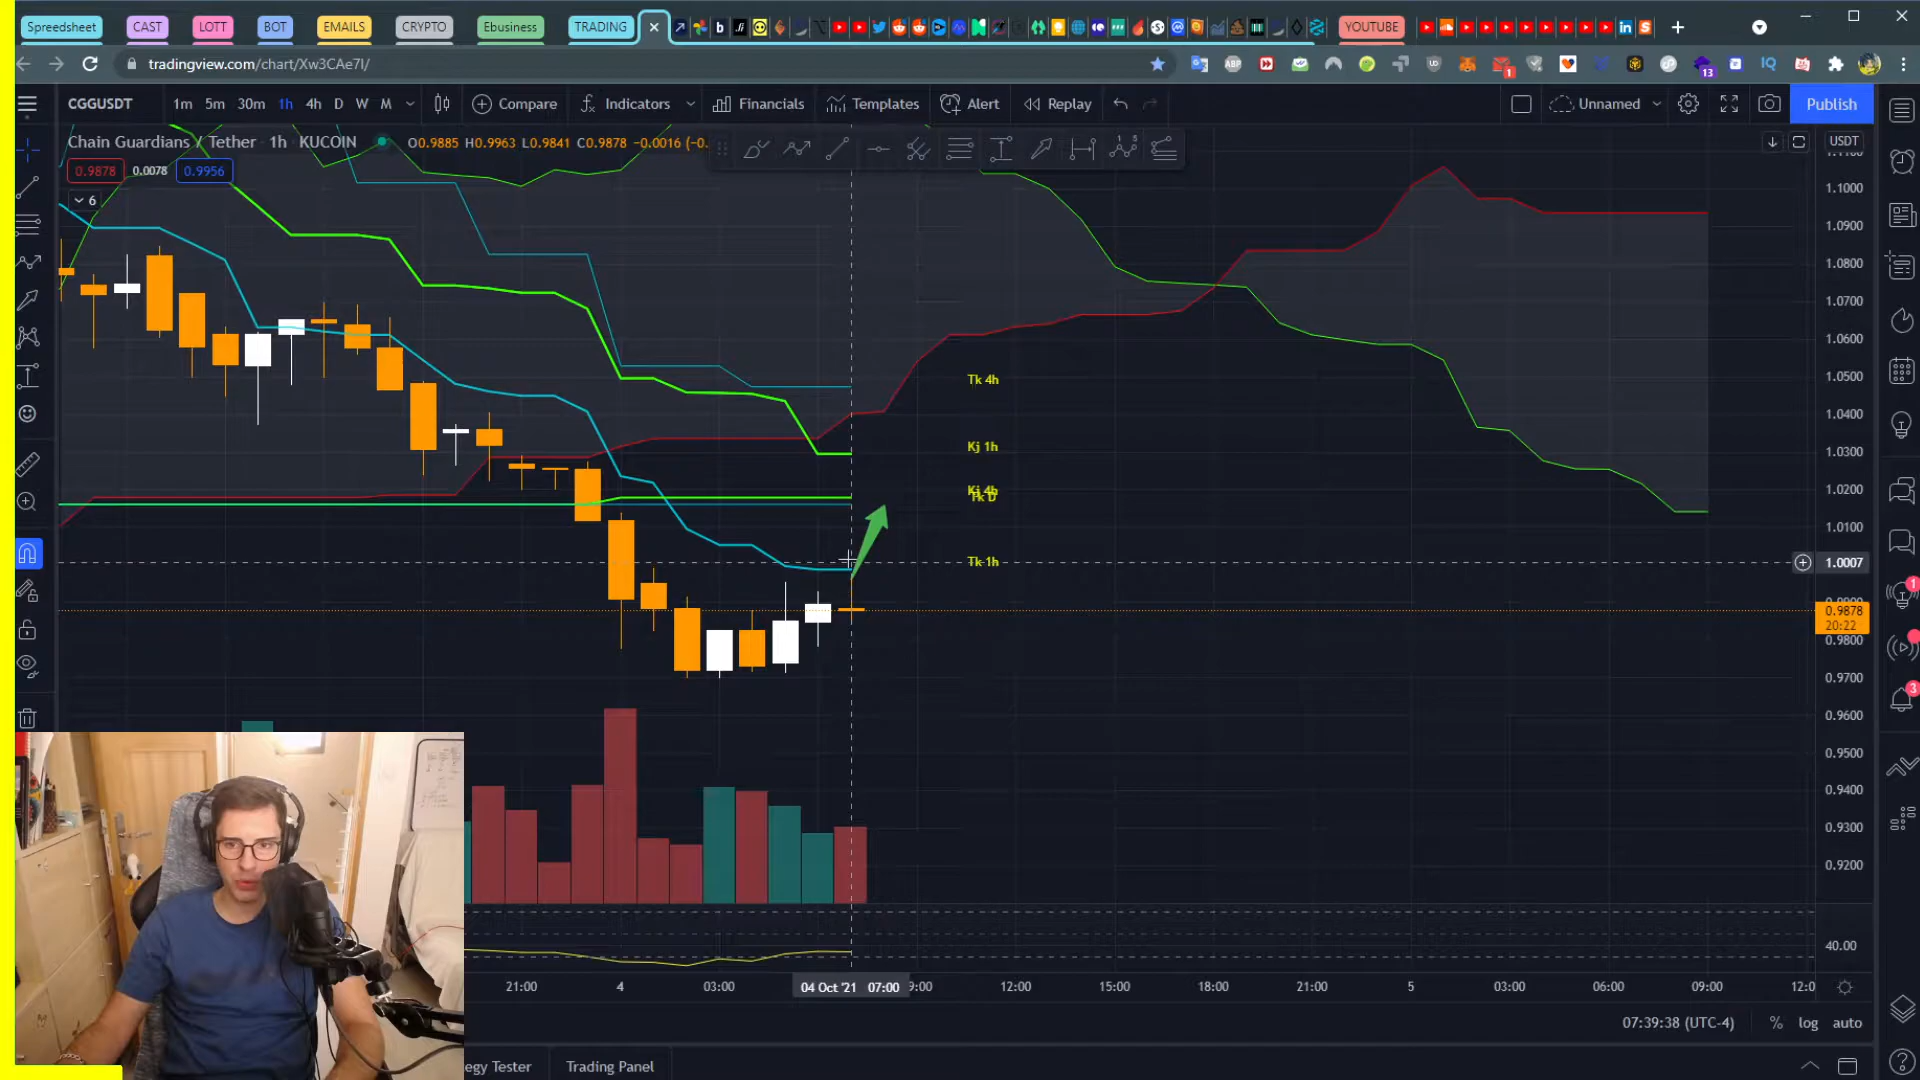 Spreedsheet CAST LOTT BOT EMAILS CRYPTO Ebusiness TRADING YOUTUBE
tradingview.com/chart/Xw3CAe7I/
CGGUSDT 1m 5m 30m 1h 4h D W M Compare Indicators Financials Templates Alert Replay Unnamed Publish
Chain Guardians / Tether 1h KUCOIN O0.9885 H0.9963 L0.9841 C0.9878 −0.0016 (−0. USDT
0.9878 0.0078 0.9956
6
1.1000
1.0900
1.0800
1.0700
1.0600
1.0500
1.0400
1.0300
1.0200
1.0100
1.0007
0.9878
20:22
0.9800
0.9700
0.9600
0.9500
0.9400
0.9300
0.9200
40.00
Tk 4h
Kj 1h
Kj 4h
Tk D
Tk 1h
21:00 4 03:00 04 Oct '21 07:00 9:00 12:00 15:00 18:00 21:00 5 03:00 06:00 09:00 12:0
07:39:38 (UTC-4) % log auto
egy Tester Trading Panel